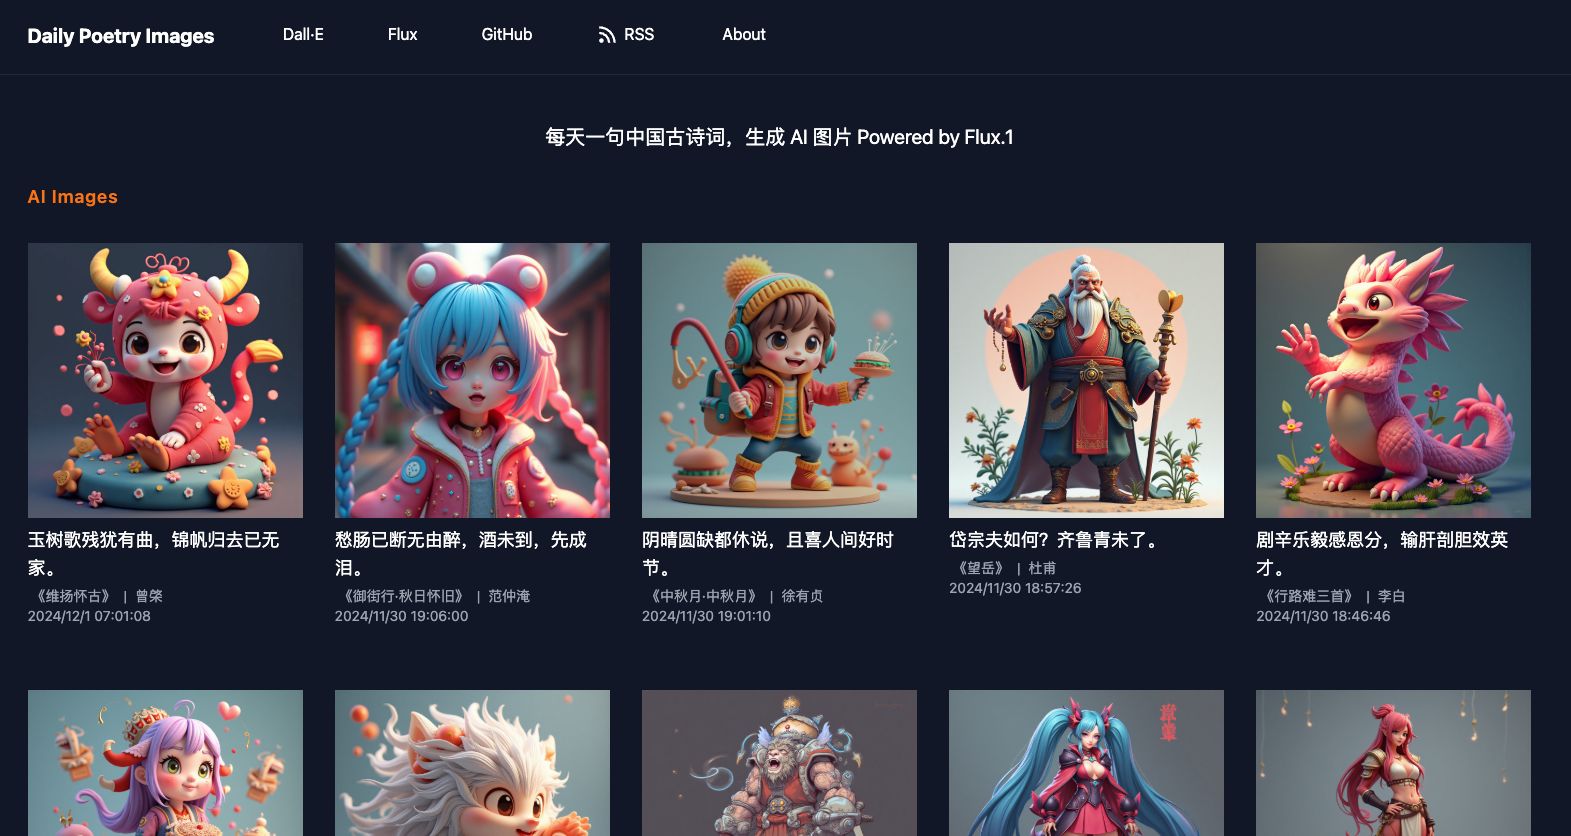 Daily Poetry Images
Dall·E
Flux
GitHub
RSS
About
每天一句中国古诗词，生成 AI 图片 Powered by Flux.1
AI Images
玉树歌残犹有曲，锦帆归去已无
家。
《维扬怀古》 | 曾棨
2024/12/1 07:01:08
愁肠已断无由醉，酒未到，先成
泪。
《御街行·秋日怀旧》 | 范仲淹
2024/11/30 19:06:00
阴晴圆缺都休说，且喜人间好时
节。
《中秋月·中秋月》 | 徐有贞
2024/11/30 19:01:10
岱宗夫如何？齐鲁青未了。
《望岳》 | 杜甫
2024/11/30 18:57:26
剧辛乐毅感恩分，输肝剖胆效英
才。
《行路难三首》 | 李白
2024/11/30 18:46:46